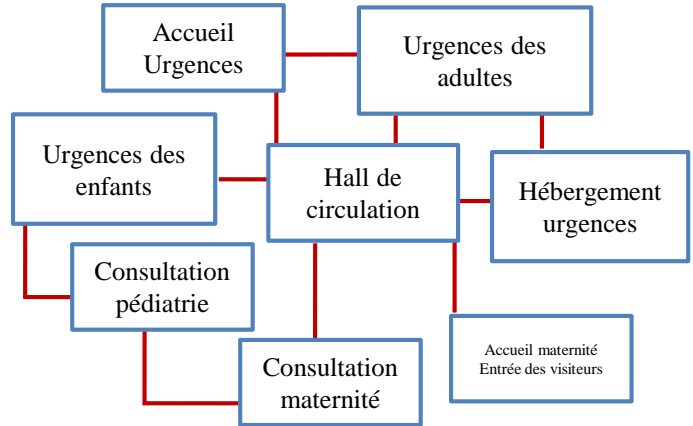 Accueil
Urgences
Urgences des
adultes
Urgences des
enfants
Hall de
circulation
Hébergement
urgences
Consultation
pédiatrie
Consultation
maternité
Accueil maternité
Entrée des visiteurs